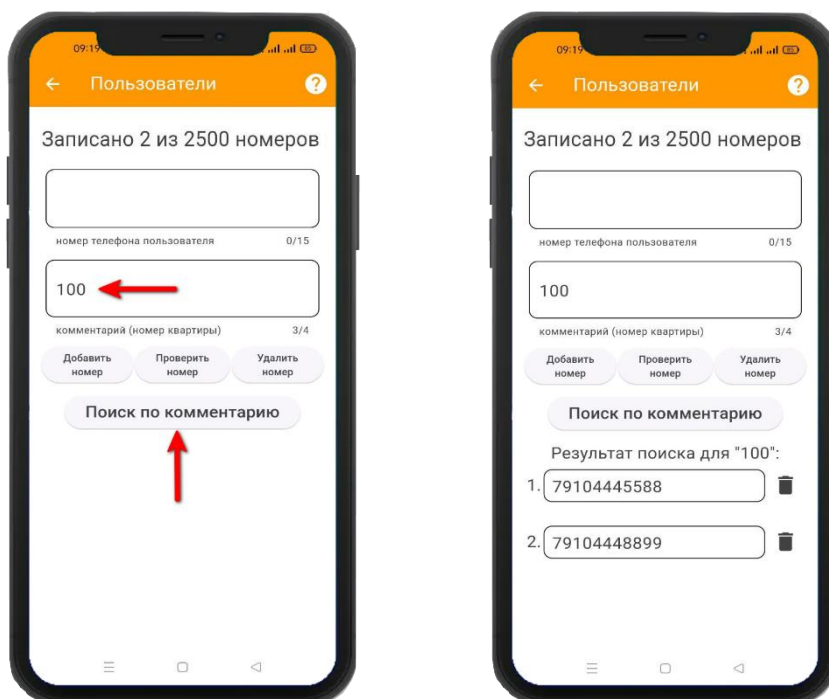 09:19
Пользователи
Записано 2 из 2500 номеров
номер телефона пользователя 0/15
100
комментарий (номер квартиры) 3/4
Добавить номер
Проверить номер
Удалить номер
Поиск по комментарию
09:19
Пользователи
Записано 2 из 2500 номеров
номер телефона пользователя 0/15
100
комментарий (номер квартиры) 3/4
Добавить номер
Проверить номер
Удалить номер
Поиск по комментарию
Результат поиска для "100":
1. 79104445588
2. 79104448899